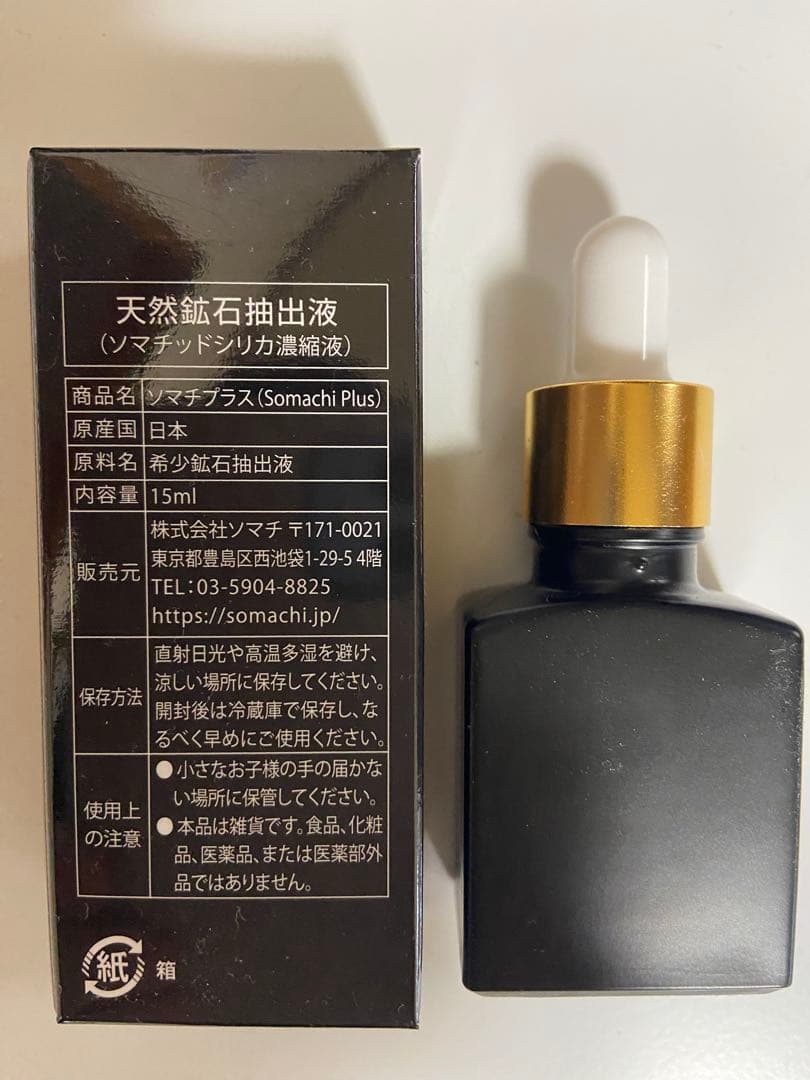 天然鉱石抽出液
(ソマチッドシリカ濃縮液)
商品名 ソマチプラス(Somachi Plus)
原産国 日本
原料名 希少鉱石抽出液
内容量 15ml
販売元 株式会社ソマチ 〒171-0021
東京都豊島区西池袋1-29-5 4階
TEL:03-5904-8825
https://somachi.jp/
保存方法 直射日光や高温多湿を避け、
涼しい場所に保存してください。
開封後は冷蔵庫で保存し、な
るべく早めにご使用ください。
使用上
の注意
●小さなお子様の手の届かな
い場所に保管してください。
●本品は雑貨です。食品、化粧
品、医薬品、または医薬部外
品ではありません。
紙 箱